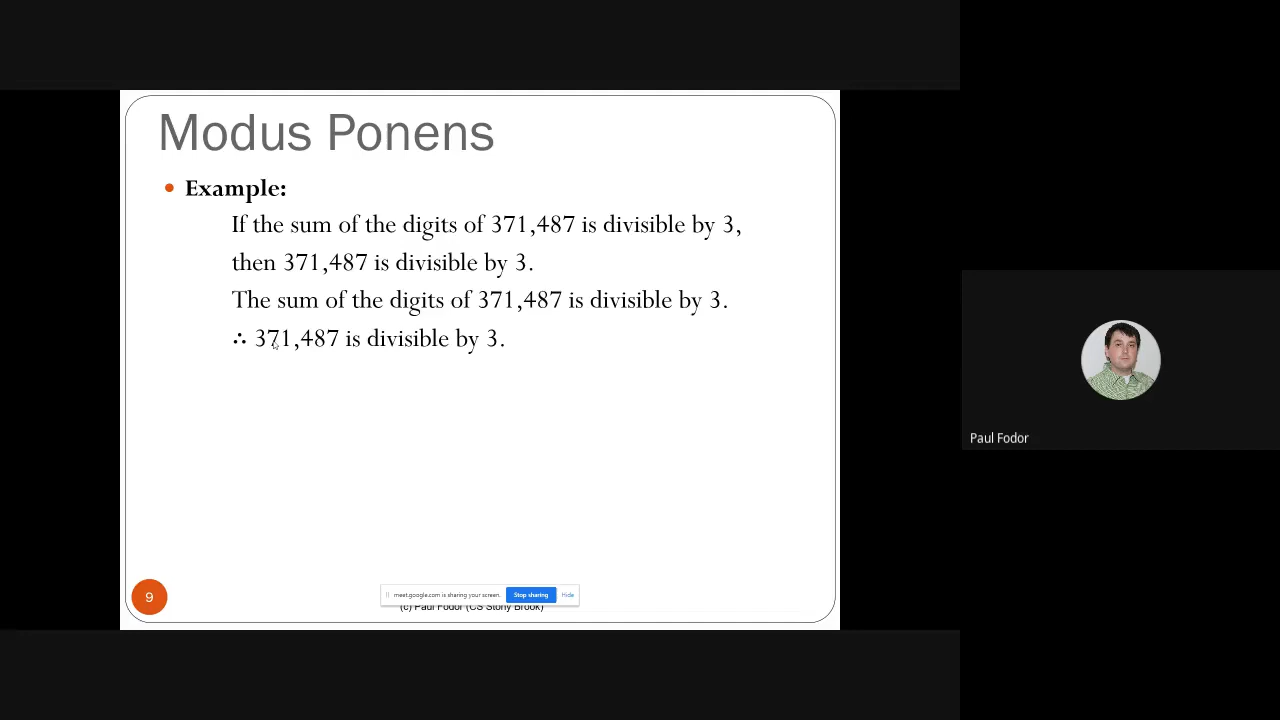 Modus Ponens
• Example:
If the sum of the digits of 371,487 is divisible by 3,
then 371,487 is divisible by 3.
The sum of the digits of 371,487 is divisible by 3.
∴ 371,487 is divisible by 3.
Paul Fodor
9
meet.google.com is sharing your screen.
Stop sharing
Hide
(c) Paul Fodor (CS Stony Brook)